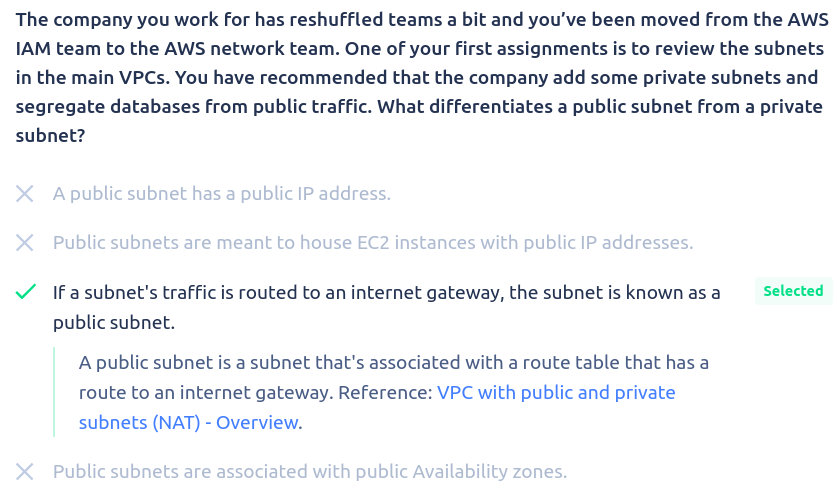 The company you work for has reshuffled teams a bit and you’ve been moved from the AWS
IAM team to the AWS network team. One of your first assignments is to review the subnets
in the main VPCs. You have recommended that the company add some private subnets and
segregate databases from public traffic. What differentiates a public subnet from a private
subnet?
A public subnet has a public IP address.
Public subnets are meant to house EC2 instances with public IP addresses.
If a subnet's traffic is routed to an internet gateway, the subnet is known as a
public subnet.
Selected
A public subnet is a subnet that's associated with a route table that has a
route to an internet gateway. Reference: VPC with public and private
subnets (NAT) - Overview.
Public subnets are associated with public Availability zones.